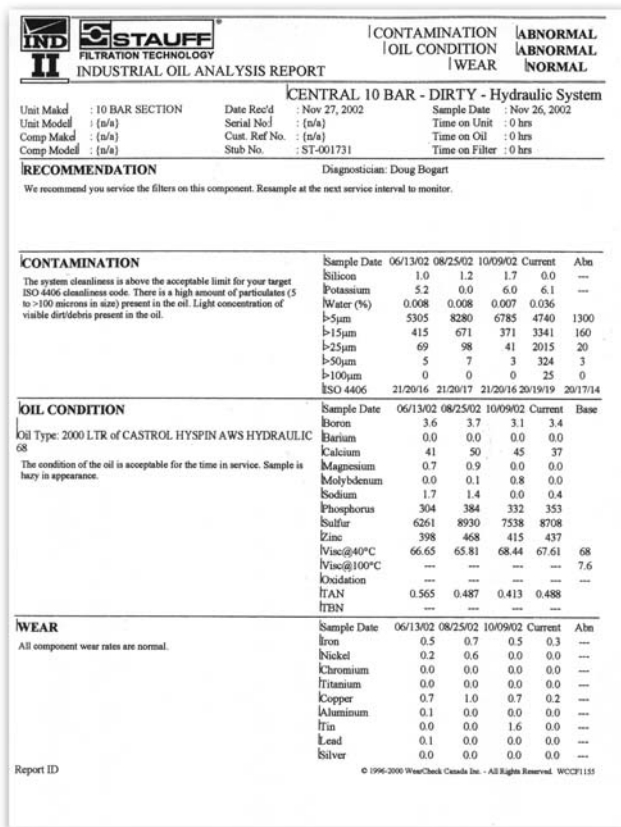 IND II
STAUFF®
FILTRATION TECHNOLOGY
INDUSTRIAL OIL ANALYSIS REPORT
CONTAMINATION ABNORMAL
OIL CONDITION ABNORMAL
WEAR NORMAL
CENTRAL 10 BAR - DIRTY - Hydraulic System
Unit Make : 10 BAR SECTION Date Rec'd : Nov 27, 2002 Sample Date : Nov 26, 2002
Unit Model : {n/a} Serial No. : {n/a} Time on Unit : 0 hrs
Comp Make : {n/a} Cust. Ref No. : {n/a} Time on Oil : 0 hrs
Comp Model : {n/a} Stub No. : ST-001731 Time on Filter : 0 hrs
RECOMMENDATION Diagnostician: Doug Bogart
We recommend you service the filters on this component. Resample at the next service interval to monitor.
CONTAMINATION
The system cleanliness is above the acceptable limit for your target
ISO 4406 cleanliness code. There is a high amount of particulates (5
to >100 microns in size) present in the oil. Light concentration of
visible dirt/debris present in the oil.
Sample Date 06/13/02 08/25/02 10/09/02 Current Abn
Silicon 1.0 1.2 1.7 0.0 ---
Potassium 5.2 0.0 6.0 6.1 ---
Water (%) 0.008 0.008 0.007 0.036
>5µm 5305 8280 6785 4740 1300
>15µm 415 671 371 3341 160
>25µm 69 98 41 2015 20
>50µm 5 7 3 324 3
>100µm 0 0 0 25 0
ISO 4406 21/20/16 21/20/17 21/20/16 20/19/19 20/17/14
OIL CONDITION
Oil Type: 2000 LTR of CASTROL HYSPIN AWS HYDRAULIC
68
The condition of the oil is acceptable for the time in service. Sample is
hazy in appearance.
Sample Date 06/13/02 08/25/02 10/09/02 Current Base
Boron 3.6 3.7 3.1 3.4
Barium 0.0 0.0 0.0 0.0
Calcium 41 50 45 37
Magnesium 0.7 0.9 0.0 0.0
Molybdenum 0.0 0.1 0.8 0.0
Sodium 1.7 1.4 0.0 0.4
Phosphorus 304 384 332 353
Sulfur 6261 8930 7538 8708
Zinc 398 468 415 437
Visc@40°C 66.65 65.81 68.44 67.61 68
Visc@100°C --- --- --- --- 7.6
Oxidation --- --- --- --- ---
TAN 0.565 0.487 0.413 0.488
TBN --- --- --- ---
WEAR
All component wear rates are normal.
Sample Date 06/13/02 08/25/02 10/09/02 Current Abn
Iron 0.5 0.7 0.5 0.3 ---
Nickel 0.2 0.6 0.0 0.0 ---
Chromium 0.0 0.0 0.0 0.0 ---
Titanium 0.0 0.0 0.0 0.0 ---
Copper 0.7 1.0 0.7 0.2 ---
Aluminum 0.1 0.0 0.0 0.0 ---
Tin 0.0 0.0 1.6 0.0 ---
Lead 0.1 0.0 0.0 0.0 ---
Silver 0.0 0.0 0.0 0.0 ---
Report ID © 1996-2000 WearCheck Canada Inc. - All Rights Reserved. WCCF1155